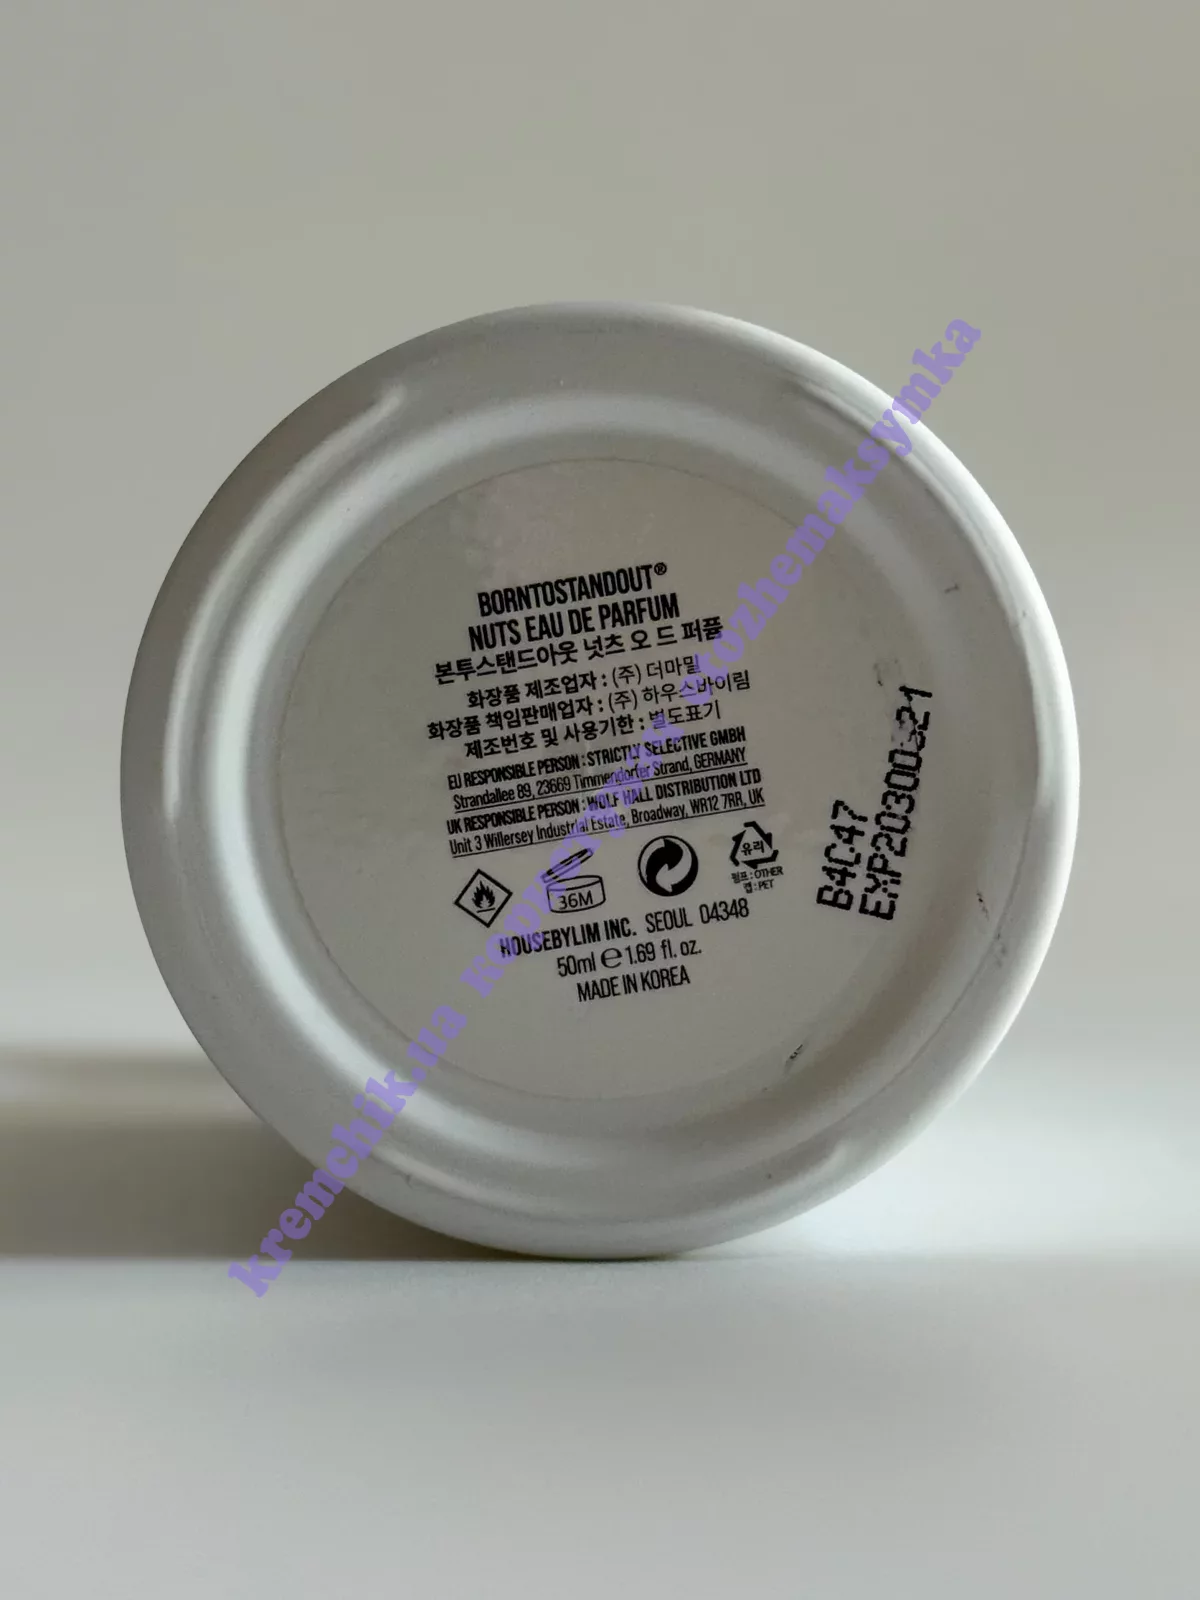 BORNTOSTANDOUT®
NUTS EAU DE PARFUM
본투스탠드아웃 넛츠 오 드 퍼퓸
화장품 제조업자 : (주) 더마밀
화장품 책임판매업자 : (주) 하우스바이림
제조번호 및 사용기한 : 별도표기
EU RESPONSIBLE PERSON : STRICTLY SELECTIVE GMBH
Strandallee 89, 23669 Timmendorfer Strand, GERMANY
UK RESPONSIBLE PERSON : WOLF HALL DISTRIBUTION LTD
Unit 3 Willersey Industrial Estate, Broadway, WR12 7RR, UK
36M
유리
펌프 : OTHER
캡 : PET
HOUSEBYLIM INC. SEOUL 04348
50ml ℮ 1.69 fl. oz.
MADE IN KOREA
B4C47
EXP20300321
kremchik.ua